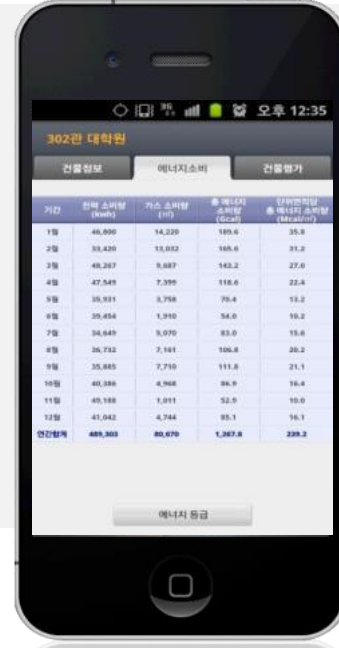 3G 오후 12:35
302관 대학원
건물정보 에너지소비 건물평가
기간 전력 소비량 (kwh) 가스 소비량 (㎥) 총 에너지 소비량 (Gcal) 단위면적당 총 에너지 소비량 (Mcal/㎡)
1월 46,800 14,220 189.6 35.8
2월 33,420 13,032 165.6 31.2
3월 48,267 9,687 143.2 27.0
4월 47,549 7,399 118.6 22.4
5월 35,931 3,758 70.4 13.2
6월 39,454 1,910 54.0 10.2
7월 34,649 5,070 83.0 15.6
8월 36,732 7,161 106.8 20.2
9월 35,885 7,710 111.8 21.1
10월 40,386 4,968 86.9 16.4
11월 49,188 1,011 52.9 10.0
12월 41,042 4,744 85.1 16.1
연간합계 489,303 80,670 1,267.8 239.2
에너지 등급